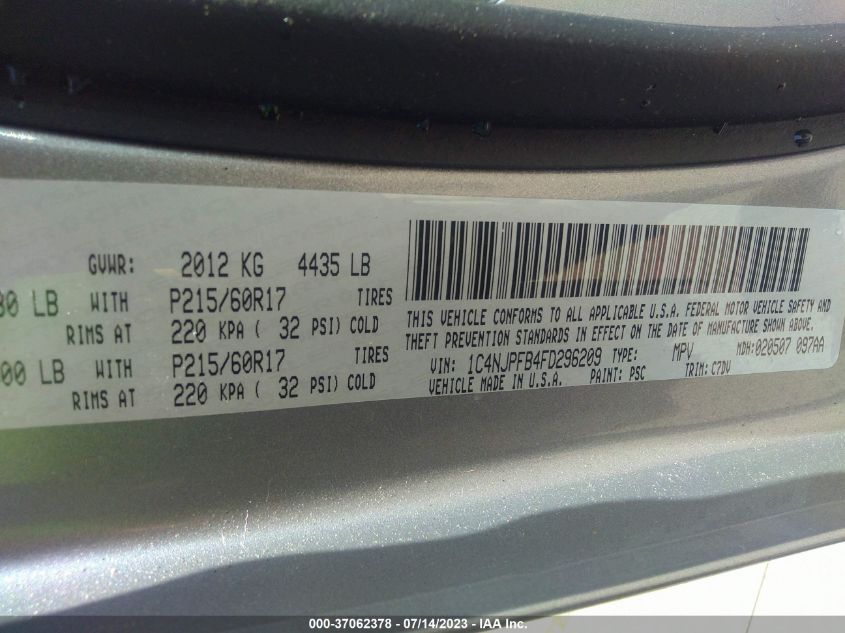 GVWR: 2012 KG 4435 LB
LB WITH P215/60R17 TIRES
RIMS AT 220 KPA ( 32 PSI) COLD
00 LB WITH P215/60R17 TIRES
RIMS AT 220 KPA ( 32 PSI) COLD
THIS VEHICLE CONFORMS TO ALL APPLICABLE U.S.A. FEDERAL MOTOR VEHICLE SAFETY AND
THEFT PREVENTION STANDARDS IN EFFECT ON THE DATE OF MANUFACTURE SHOWN ABOVE.
VIN: 1C4NJPFB4FD296209 TYPE: MPV MDH:020507 097AA
VEHICLE MADE IN U.S.A. PAINT: PSC TRIM: C7DV
000-37062378 - 07/14/2023 - IAA Inc.